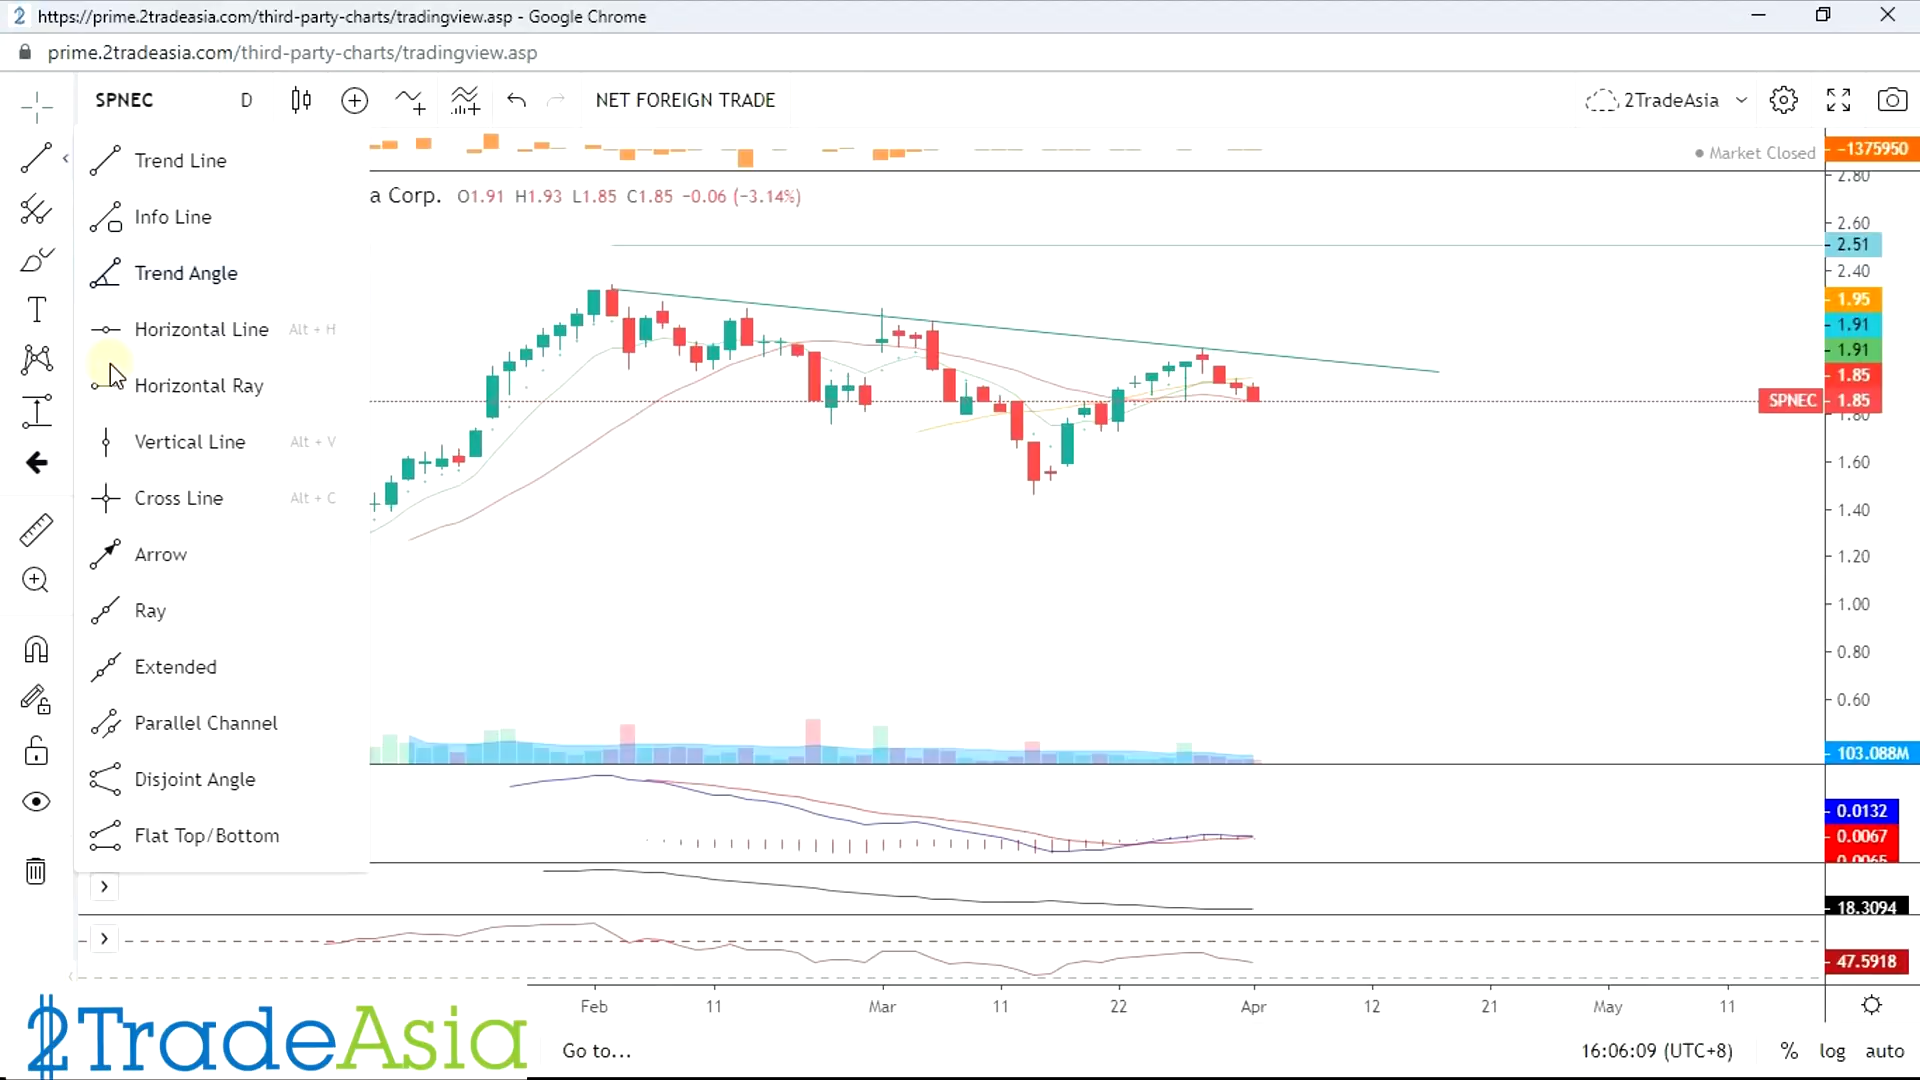 https://prime.2tradeasia.com/third-party-charts/tradingview.asp - Google Chrome
prime.2tradeasia.com/third-party-charts/tradingview.asp
SPNEC D NET FOREIGN TRADE 2TradeAsia
Trend Line
Info Line
Trend Angle
Horizontal Line Alt + H
Horizontal Ray
Vertical Line Alt + V
Cross Line Alt + C
Arrow
Ray
Extended
Parallel Channel
Disjoint Angle
Flat Top/Bottom
Market Closed
a Corp. O1.91 H1.93 L1.85 C1.85 −0.06 (−3.14%)
−1375950
2.80
2.60
2.51
2.40
1.95
1.91
1.91
1.85
SPNEC 1.85
1.80
1.60
1.40
1.20
1.00
0.80
0.60
103.088M
0.0132
0.0067
0.0065
18.3094
47.5918
Feb 11 Mar 11 22 Apr 12 21 May 11
2TradeAsia
Go to...
16:06:09 (UTC+8) % log auto